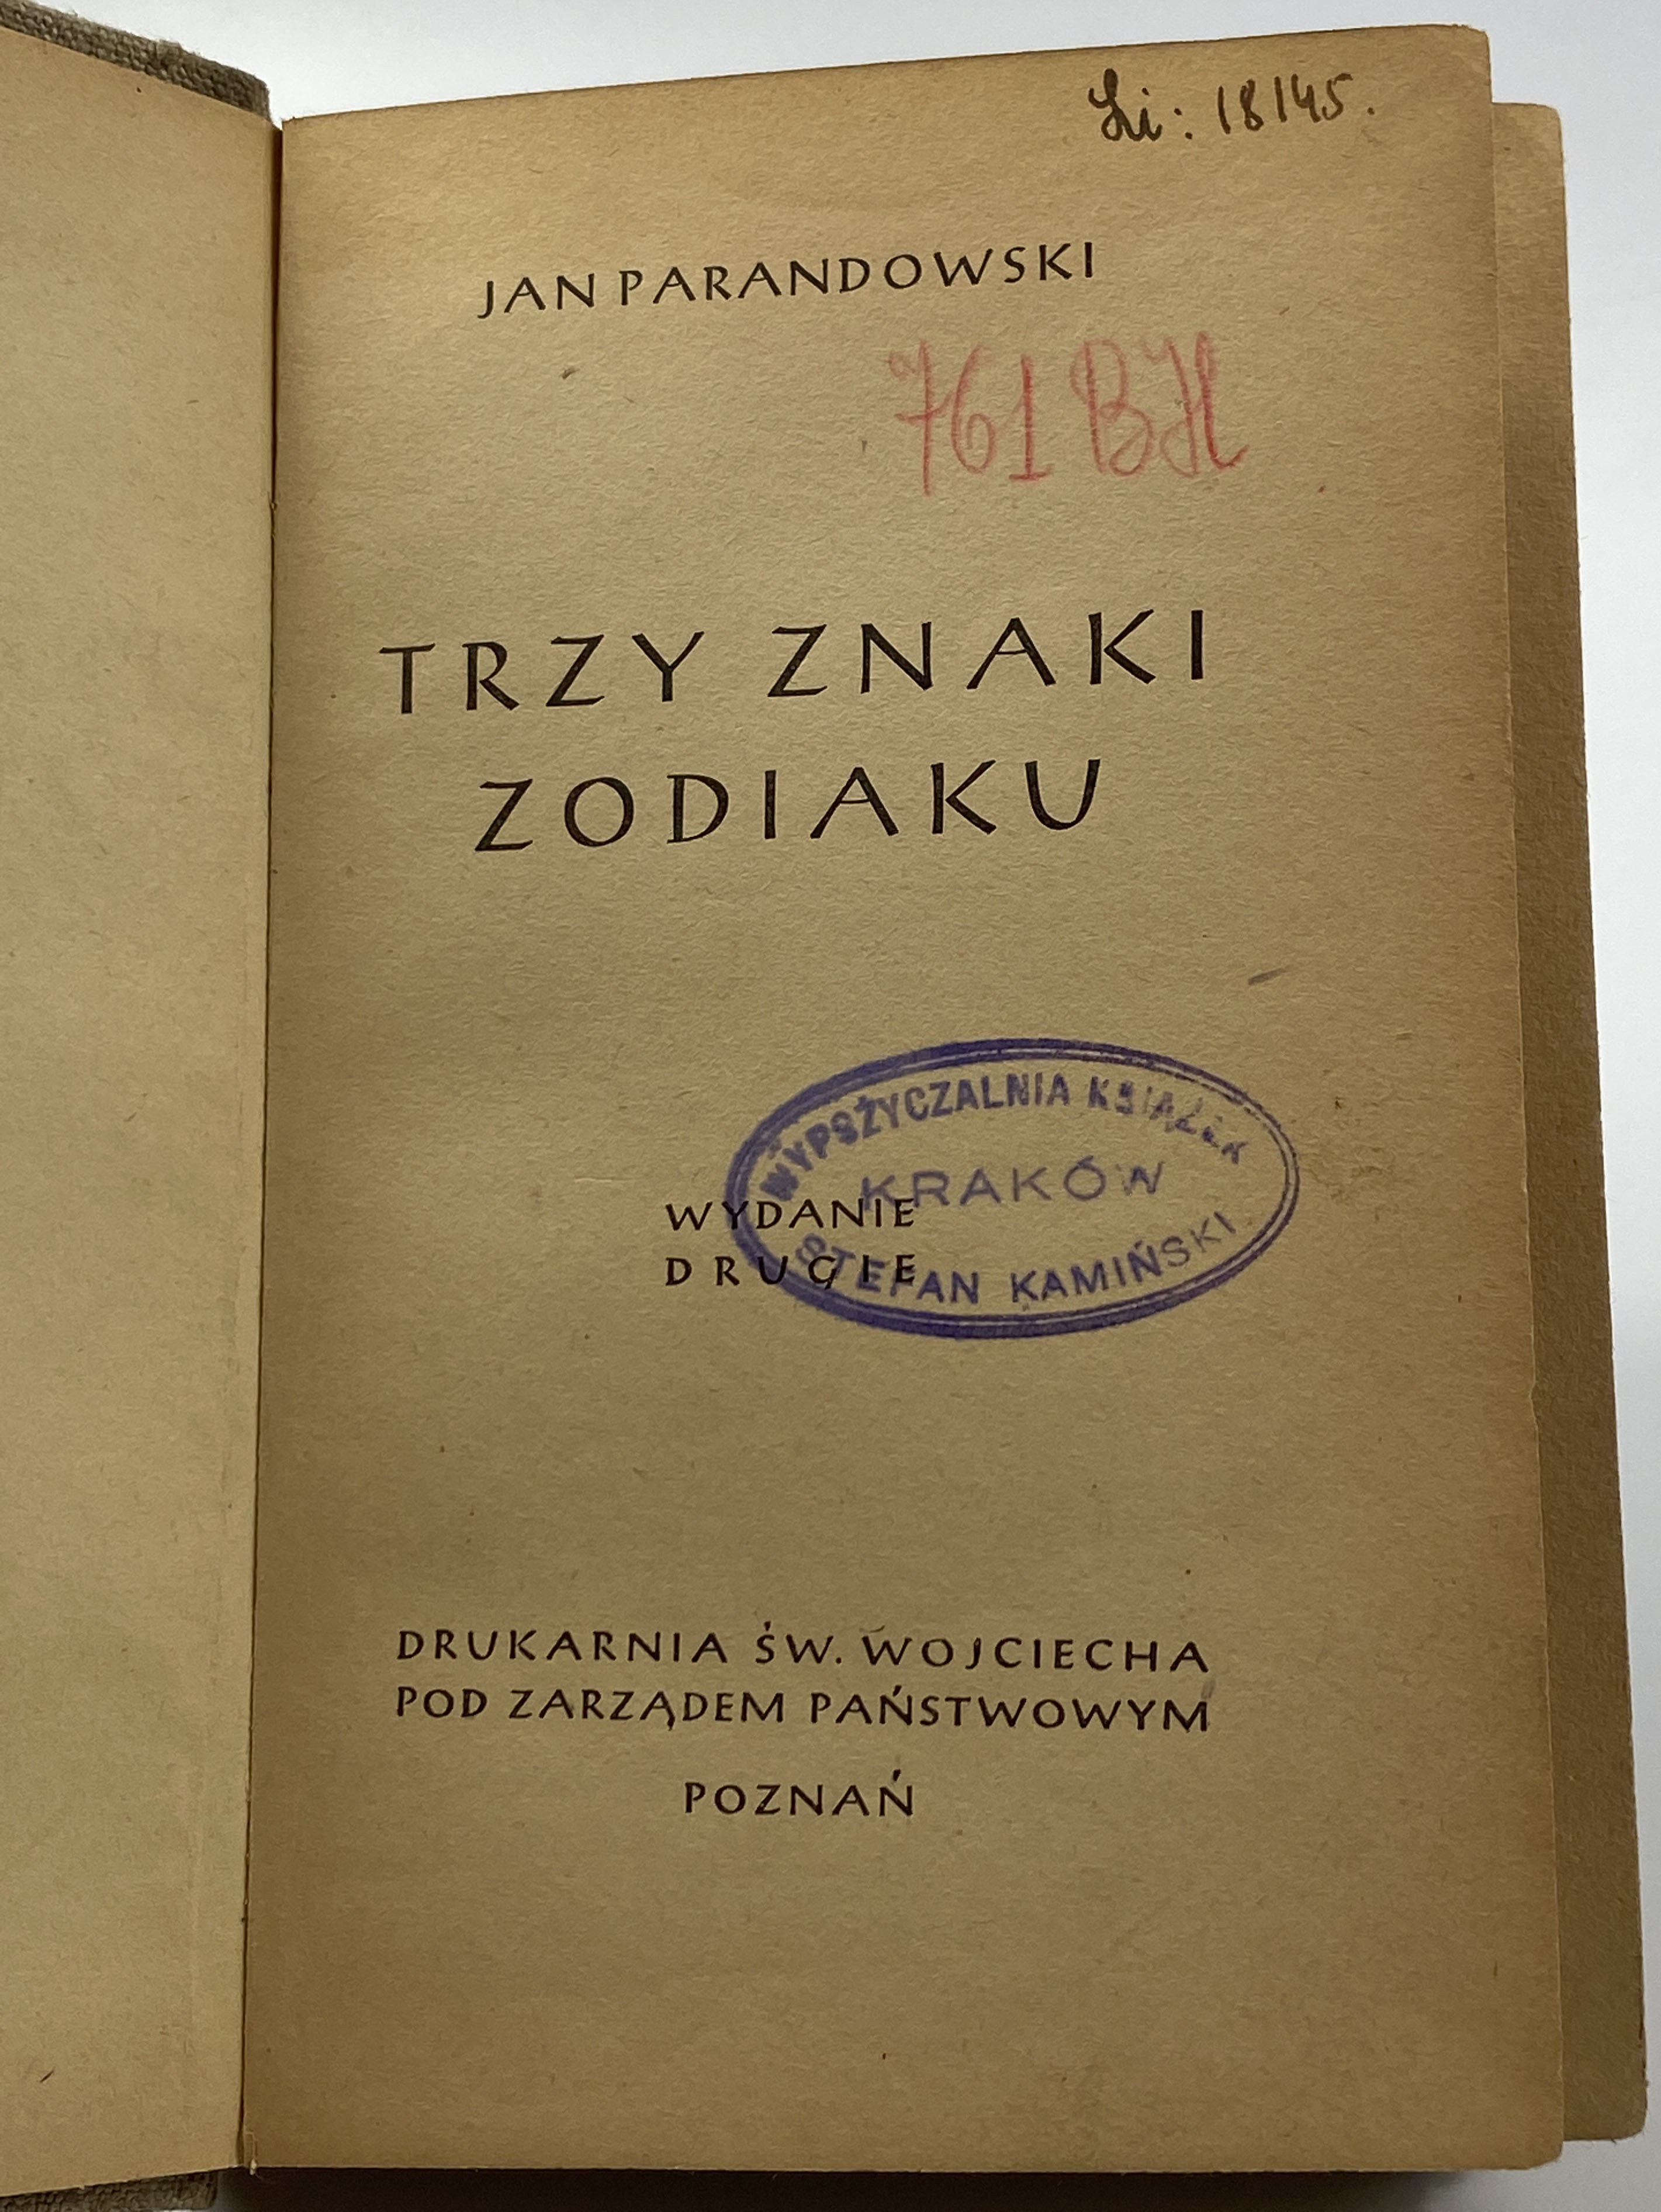 Li: 18145.
JAN PARANDOWSKI
761 BH
TRZY ZNAKI
ZODIAKU
WYPSŻYCZALNIA KSIĄŻEK
KRAKÓW
STEFAN KAMIŃSKI
WYDANIE
DRUGIE
DRUKARNIA ŚW. WOJCIECHA
POD ZARZĄDEM PAŃSTWOWYM
POZNAŃ